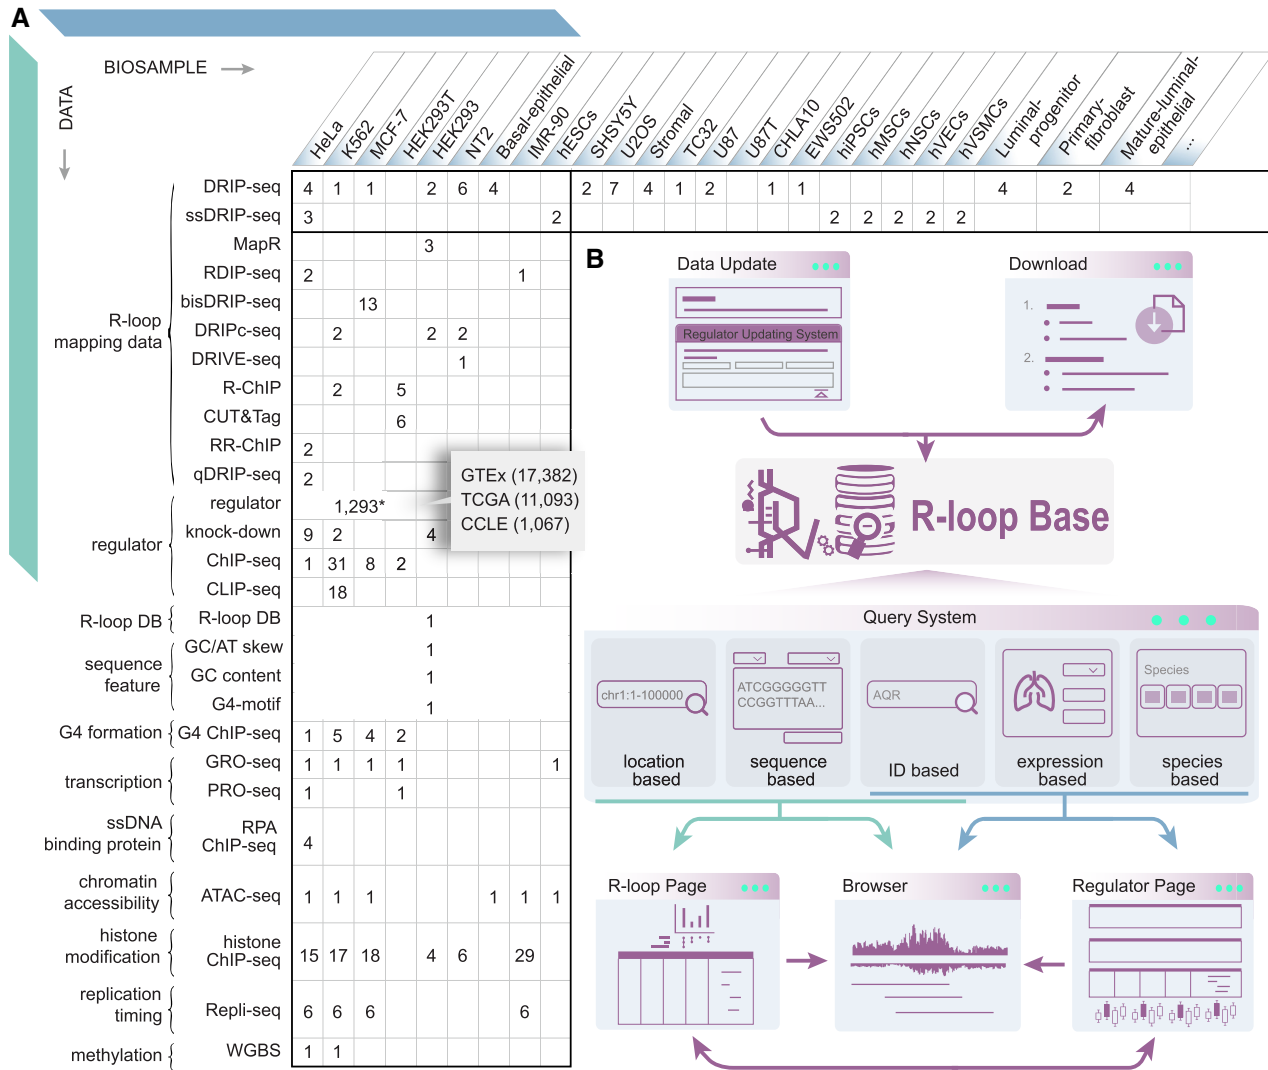 A
BIOSAMPLE
DATA
HeLa
K562
MCF-7
HEK293T
HEK293
NT2
Basal-epithelial
IMR-90
hESCs
SHSY5Y
U2OS
Stromal
TC32
U87
U87T
CHLA10
EWS502
hiPSCs
hMSCs
hNSCs
hVECs
hVSMCs
Luminal-
progenitor
Primary-
fibroblast
Mature-luminal-
epithelial
...
R-loop
mapping data
DRIP-seq 4 1 1 2 6 4 2 7 4 1 2 1 1 4 2 4
ssDRIP-seq 3 2 2 2 2 2 2
MapR 3
RDIP-seq 2 1
bisDRIP-seq 13
DRIPc-seq 2 2 2
DRIVE-seq 1
R-ChIP 2 5
CUT&Tag 6
RR-ChIP 2
qDRIP-seq 2
regulator
regulator 1,293*
GTEx (17,382)
TCGA (11,093)
CCLE (1,067)
knock-down 9 2 4
ChIP-seq 1 31 8 2
CLIP-seq 18
R-loop DB
R-loop DB 1
sequence
feature
GC/AT skew 1
GC content 1
G4-motif 1
G4 formation
G4 ChIP-seq 1 5 4 2
transcription
GRO-seq 1 1 1 1 1
PRO-seq 1 1
ssDNA
binding protein
RPA
ChIP-seq 4
chromatin
accessibility
ATAC-seq 1 1 1 1 1 1
histone
modification
histone
ChIP-seq 15 17 18 4 6 29
replication
timing
Repli-seq 6 6 6 6
methylation
WGBS 1 1
B
Data Update
Regulator Updating System
Download
1.
2.
R-loop Base
Query System
chr1:1-100000
location
based
ATCGGGGGTT
CCGGTTTAA...
sequence
based
AQR
ID based
expression
based
Species
species
based
R-loop Page
Browser
Regulator Page